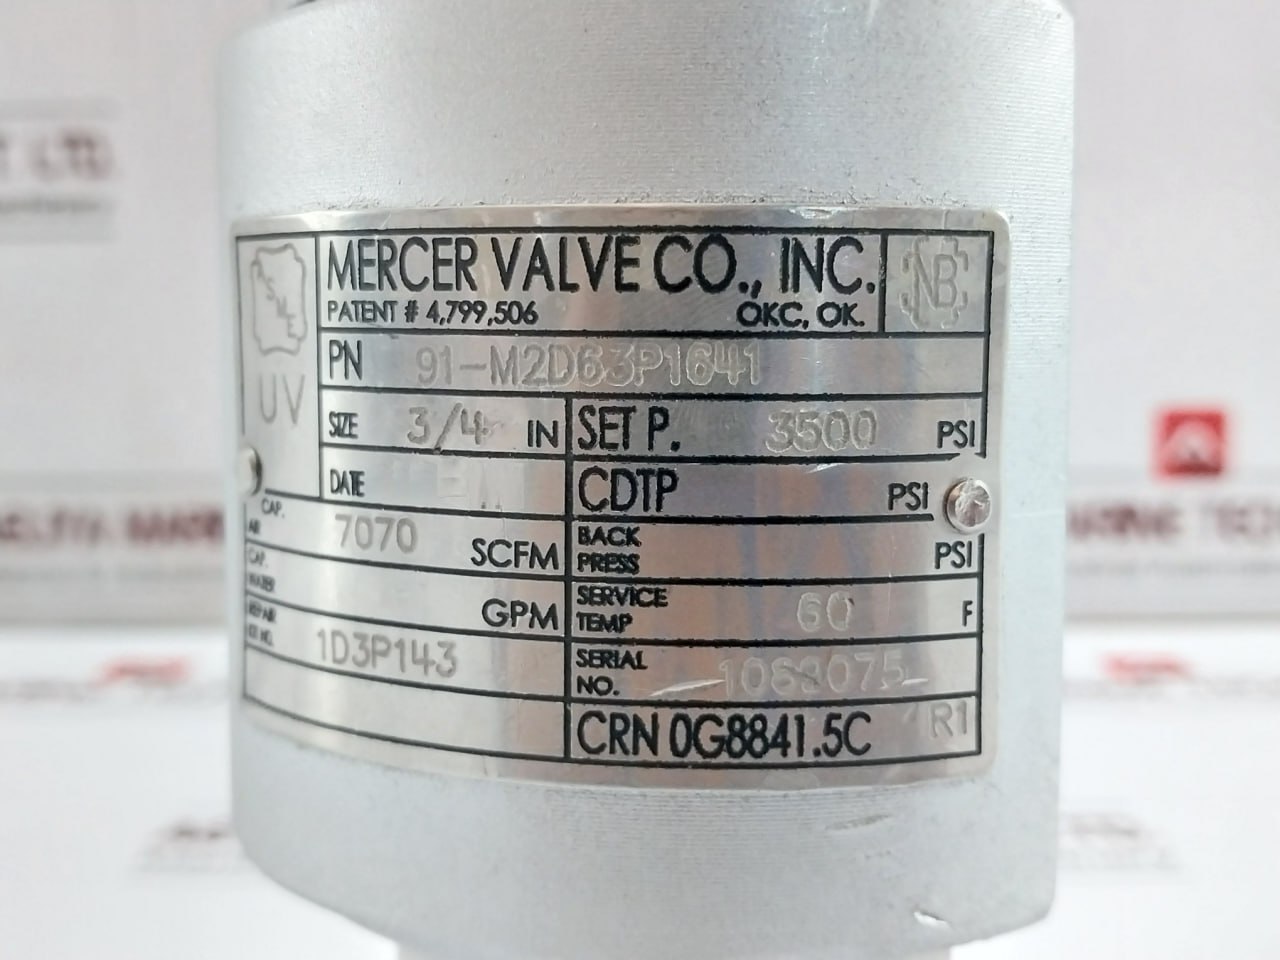 MERCER VALVE CO., INC.
PATENT # 4,799,506 OKC, OK.
NB
UV
PN 91-M2D63P1641
SIZE 3/4 IN
SET P. 3500 PSI
DATE
CDTP PSI
CAP. AIR 7070 SCFM
BACK PRESS PSI
CAP. WATER GPM
SERVICE TEMP 60 F
REPAIR KIT NO. 1D3P143
SERIAL NO.
CRN 0G8841.5C R1
T. LTD.